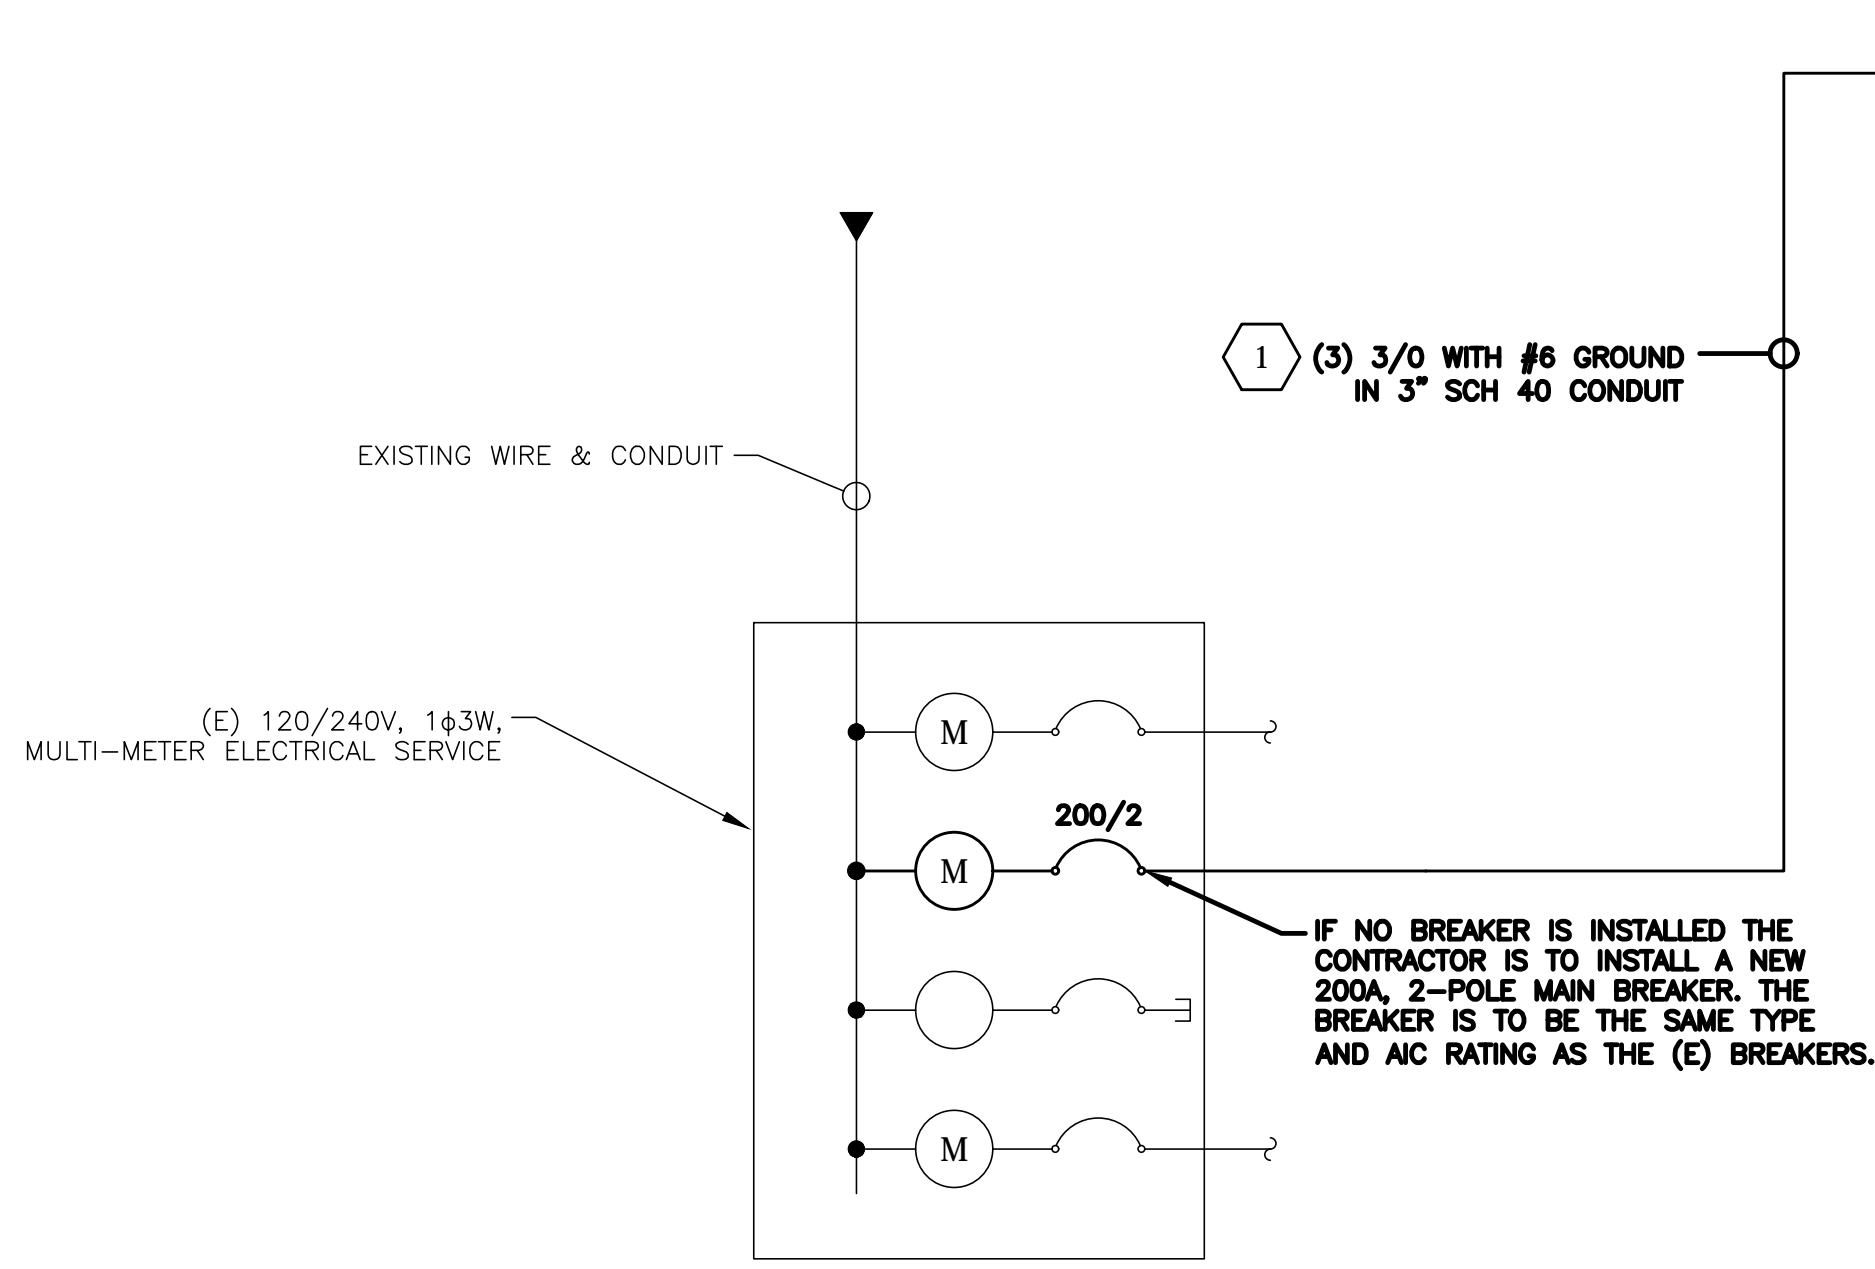 1
(3) 3/0 WITH #6 GROUND
IN 3" SCH 40 CONDUIT
EXISTING WIRE & CONDUIT
(E) 120/240V, 1ϕ3W,
MULTI-METER ELECTRICAL SERVICE
M
200/2
M
IF NO BREAKER IS INSTALLED THE
CONTRACTOR IS TO INSTALL A NEW
200A, 2-POLE MAIN BREAKER. THE
BREAKER IS TO BE THE SAME TYPE
AND AIC RATING AS THE (E) BREAKERS.
M